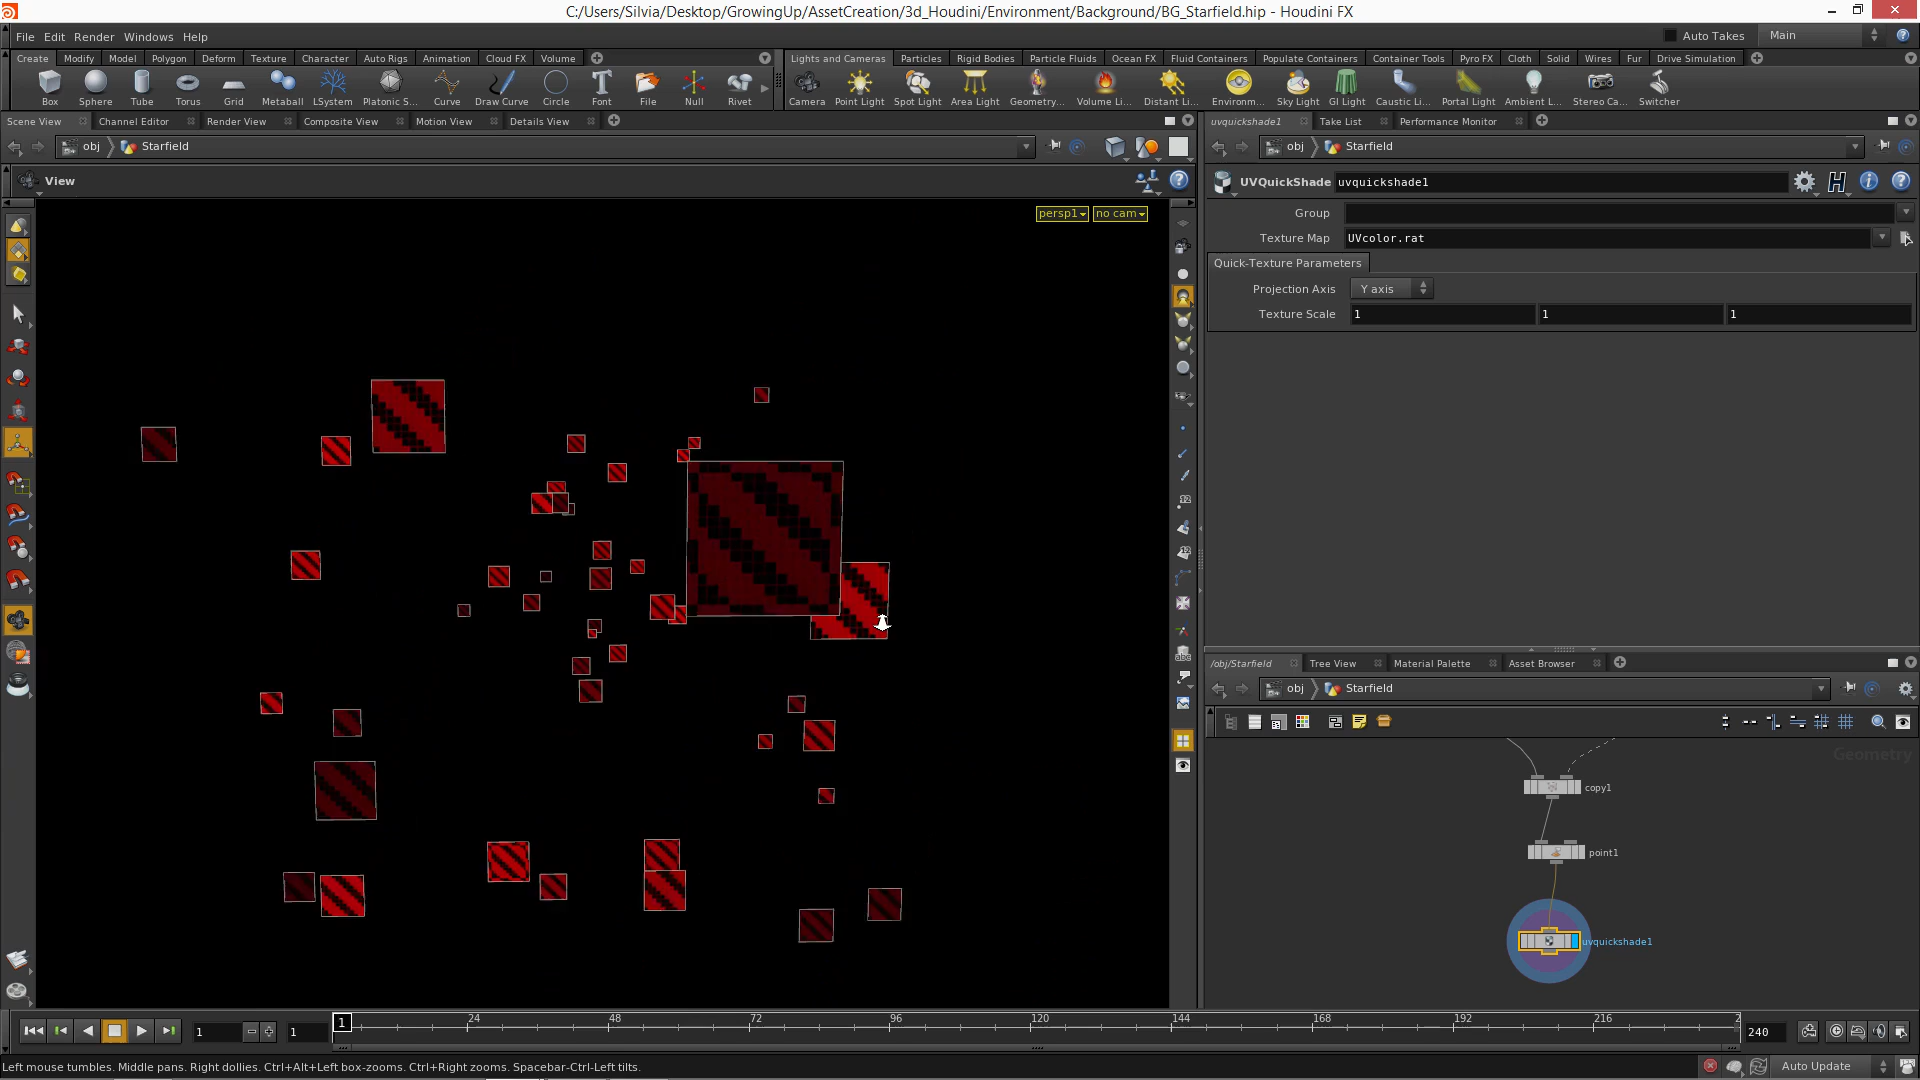 C:/Users/Silvia/Desktop/GrowingUp/AssetCreation/3d_Houdini/Environment/Background/BG_Starfield.hip - Houdini FX
File Edit Render Windows Help
Auto Takes Main
Create Modify Model Polygon Deform Texture Character Auto Rigs Animation Cloud FX Volume
Lights and Cameras Particles Rigid Bodies Particle Fluids Ocean FX Fluid Containers Populate Containers Container Tools Pyro FX Cloth Solid Wires Fur Drive Simulation
Box Sphere Tube Torus Grid Metaball LSystem Platonic S... Curve Draw Curve Circle Font File Null Rivet
Camera Point Light Spot Light Area Light Geometry... Volume Li... Distant Li... Environm... Sky Light GI Light Caustic Li... Portal Light Ambient L... Stereo Ca... Switcher
Scene View Channel Editor Render View Composite View Motion View Details View
uvquickshade1 Take List Performance Monitor
obj Starfield
obj Starfield
View
UVQuickShade uvquickshade1
persp1 no cam
Group
Texture Map UVcolor.rat
Quick-Texture Parameters
Projection Axis Y axis
Texture Scale 1 1 1
/obj/Starfield Tree View Material Palette Asset Browser
obj Starfield
Geometry
copy1
point1
uvquickshade1
1 1 1 24 48 72 96 120 144 168 192 216 2 240
Left mouse tumbles. Middle pans. Right dollies. Ctrl+Alt+Left box-zooms. Ctrl+Right zooms. Spacebar-Ctrl-Left tilts.
Auto Update